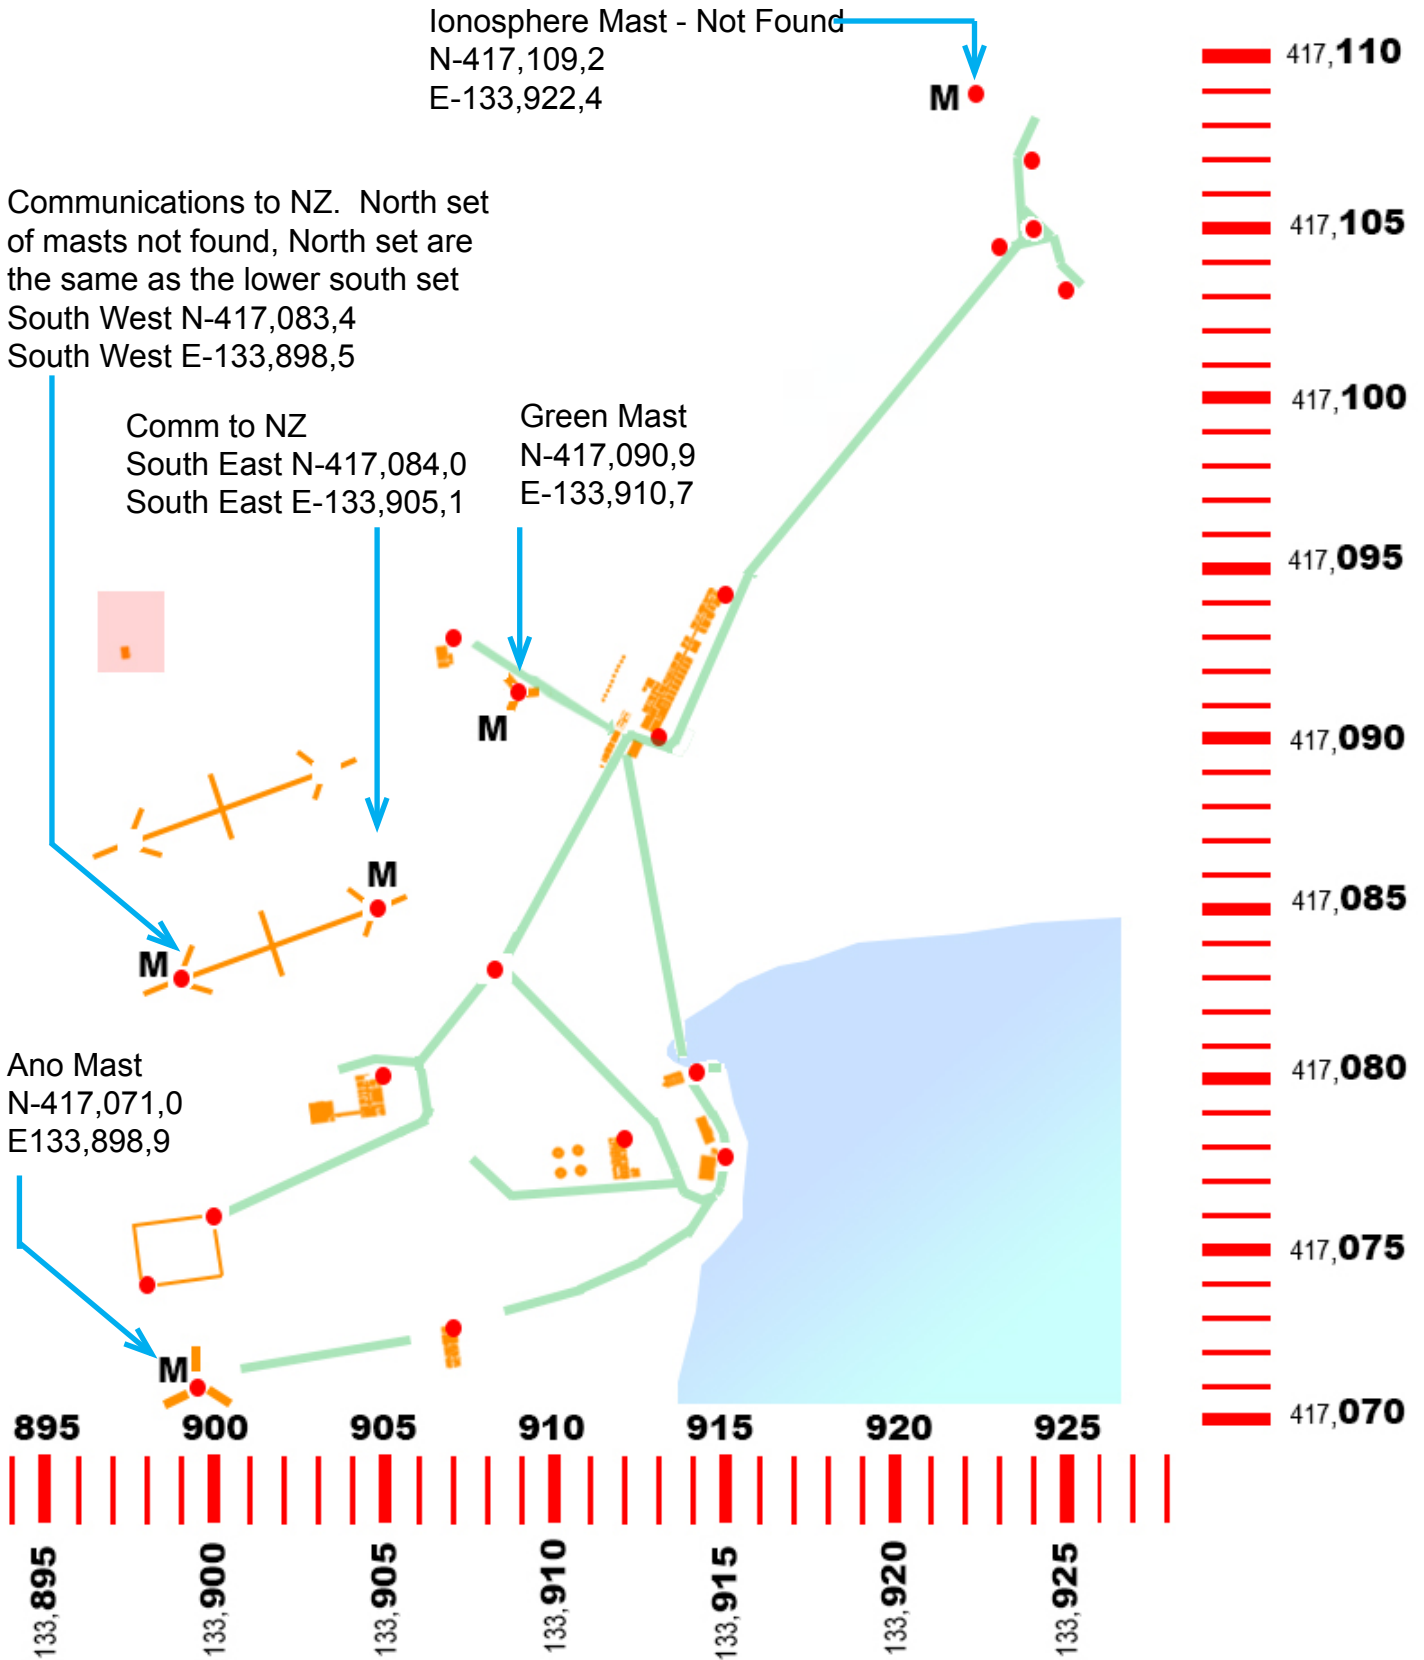 Ionosphere Mast - Not Found
N-417,109,2
E-133,922,4
M
417,110
Communications to NZ.  North set
of masts not found, North set are
the same as the lower south set
South West N-417,083,4
South West E-133,898,5
417,105
417,100
Comm to NZ
South East N-417,084,0
South East E-133,905,1
Green Mast
N-417,090,9
E-133,910,7
417,095
M
417,090
M
417,085
M
Ano Mast
N-417,071,0
E133,898,9
417,080
417,075
M
417,070
895 900 905 910 915 920 925
133,895
133,900
133,905
133,910
133,915
133,920
133,925